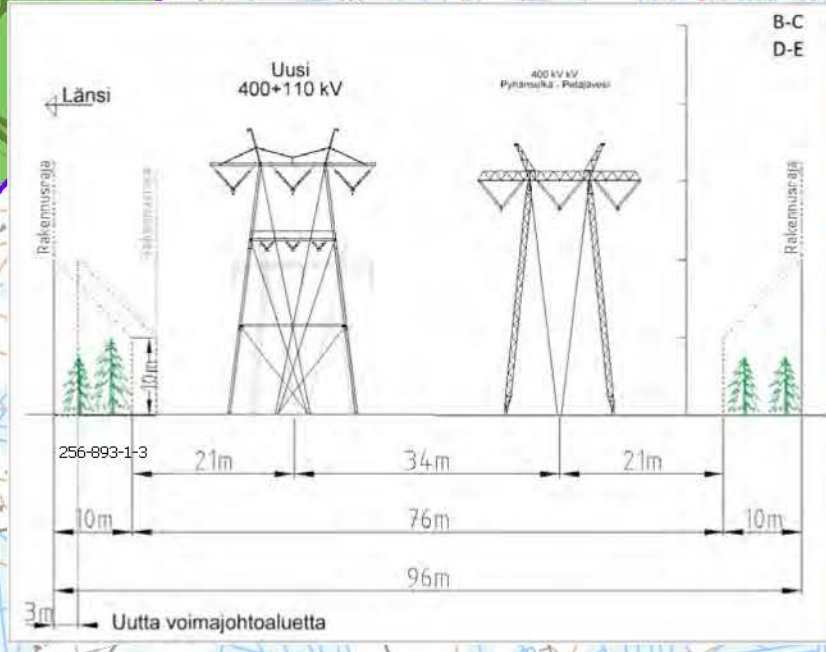 B-C
D-E
Länsi
Uusi
400+110 kV
400 kV kV
Rakennusraja
Rakennusraja
10m
256-893-1-3
21m
34m
21m
10m
76m
10m
96m
3m
Uutta voimajohtoaluetta